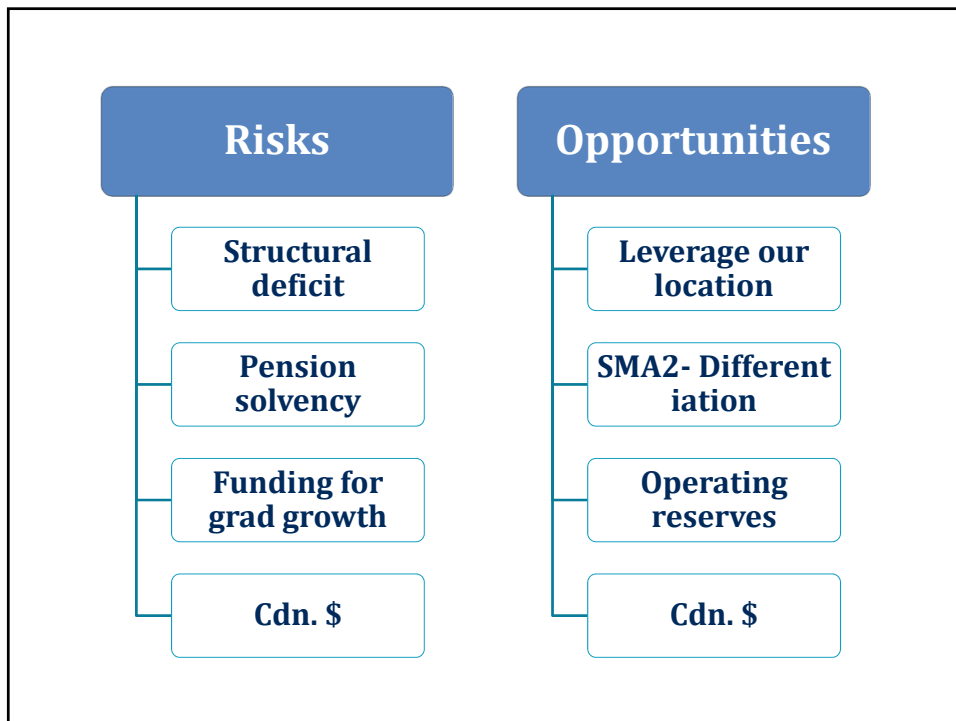 Risks
Structural
deficit
Pension
solvency
Funding for
grad growth
Cdn. $
Opportunities
Leverage our
location
SMA2- Different
iation
Operating
reserves
Cdn. $